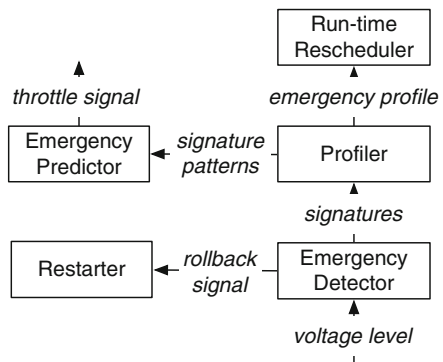 Run-time
Rescheduler
throttle signal
emergency profile
Emergency
Predictor
signature
patterns
Profiler
signatures
Restarter
rollback
signal
Emergency
Detector
voltage level